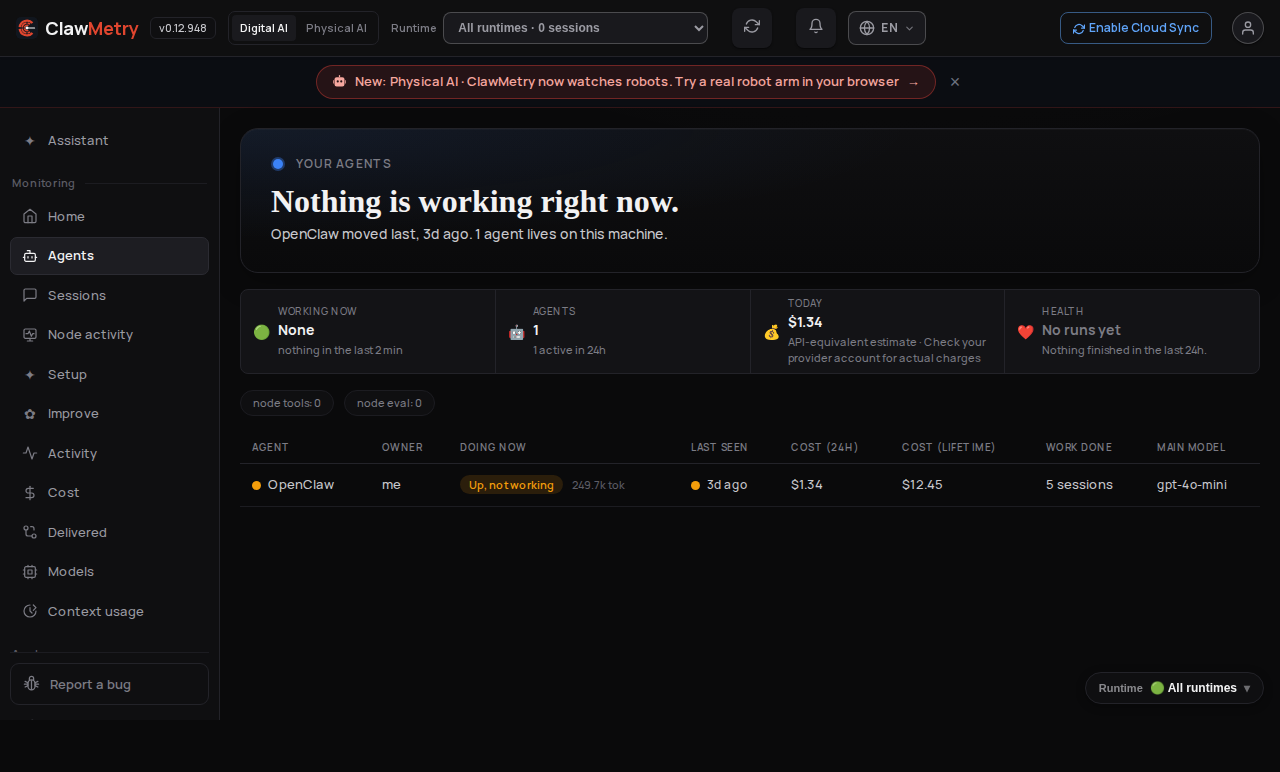 ClawMetry
v0.12.948
Digital AI
Physical AI
Runtime
All runtimes · 0 sessions
EN
Enable Cloud Sync
New: Physical AI · ClawMetry now watches robots. Try a real robot arm in your browser →
×
Assistant
Monitoring
Home
Agents
Sessions
Node activity
Setup
Improve
Activity
Cost
Delivered
Models
Context usage
Report a bug
YOUR AGENTS
Nothing is working right now.
OpenClaw moved last, 3d ago. 1 agent lives on this machine.
WORKING NOW
None
nothing in the last 2 min
AGENTS
1
1 active in 24h
TODAY
$1.34
API-equivalent estimate · Check your
provider account for actual charges
HEALTH
No runs yet
Nothing finished in the last 24h.
node tools: 0
node eval: 0
AGENT OWNER DOING NOW LAST SEEN COST (24H) COST (LIFETIME) WORK DONE MAIN MODEL
OpenClaw me Up, not working 249.7k tok 3d ago $1.34 $12.45 5 sessions gpt-4o-mini
Runtime All runtimes ▾